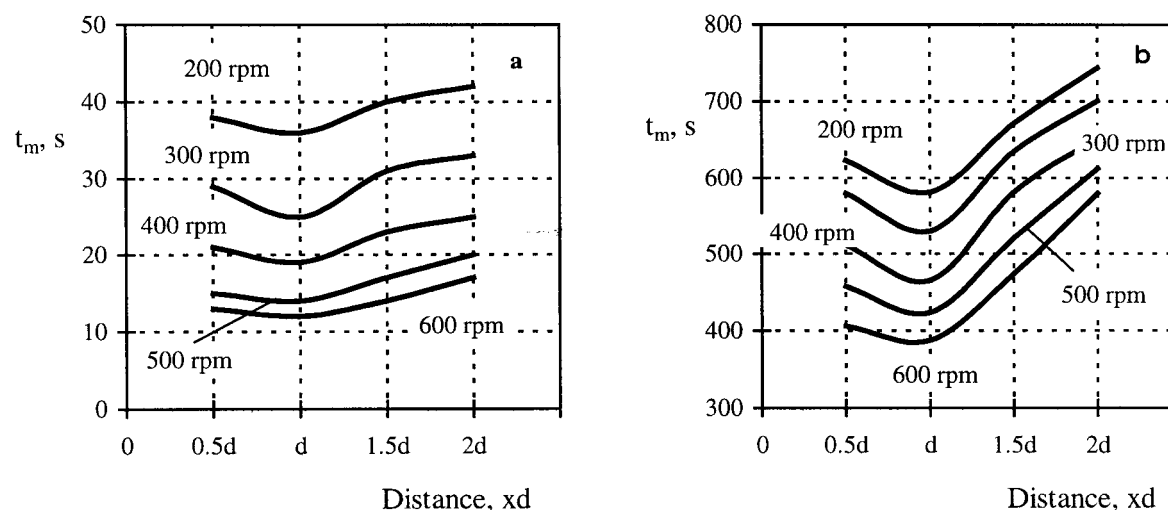 50
a
200 rpm
40
t_m, s
300 rpm
30
400 rpm
20
600 rpm
10
500 rpm
0
0 0.5d d 1.5d 2d
Distance, xd
800
b
700
t_m, s
200 rpm
300 rpm
600
400 rpm
500
500 rpm
400
600 rpm
300
0 0.5d d 1.5d 2d
Distance, xd